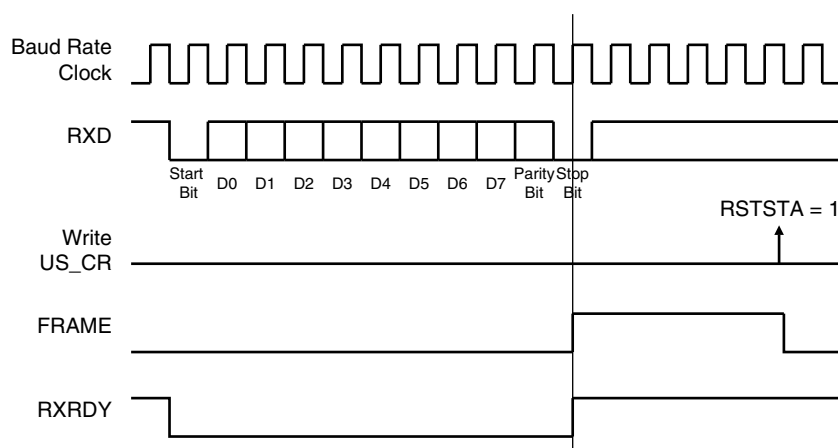 Baud Rate
Clock
RXD
Start
Bit
D0
D1
D2
D3
D4
D5
D6
D7
Parity
Bit
Stop
Bit
RSTSTA = 1
Write
US_CR
FRAME
RXRDY